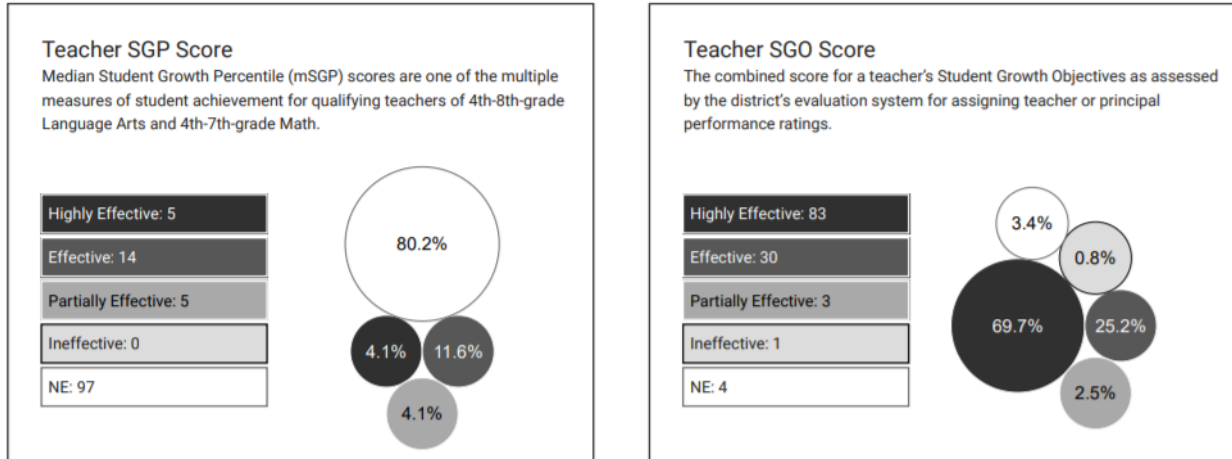 Teacher SGP Score
Median Student Growth Percentile (mSGP) scores are one of the multiple
measures of student achievement for qualifying teachers of 4th-8th-grade
Language Arts and 4th-7th-grade Math.
Highly Effective: 5
Effective: 14
Partially Effective: 5
Ineffective: 0
NE: 97
80.2%
4.1%
11.6%
4.1%
Teacher SGO Score
The combined score for a teacher's Student Growth Objectives as assessed
by the district's evaluation system for assigning teacher or principal
performance ratings.
Highly Effective: 83
Effective: 30
Partially Effective: 3
Ineffective: 1
NE: 4
3.4%
0.8%
69.7%
25.2%
2.5%